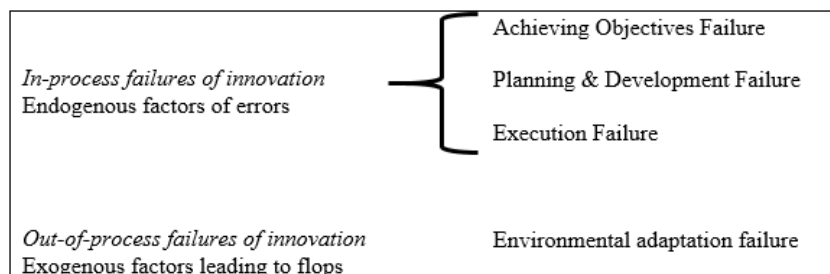 Achieving Objectives Failure
In-process failures of innovation
Endogenous factors of errors
Planning & Development Failure
Execution Failure
Out-of-process failures of innovation
Exogenous factors leading to flops
Environmental adaptation failure